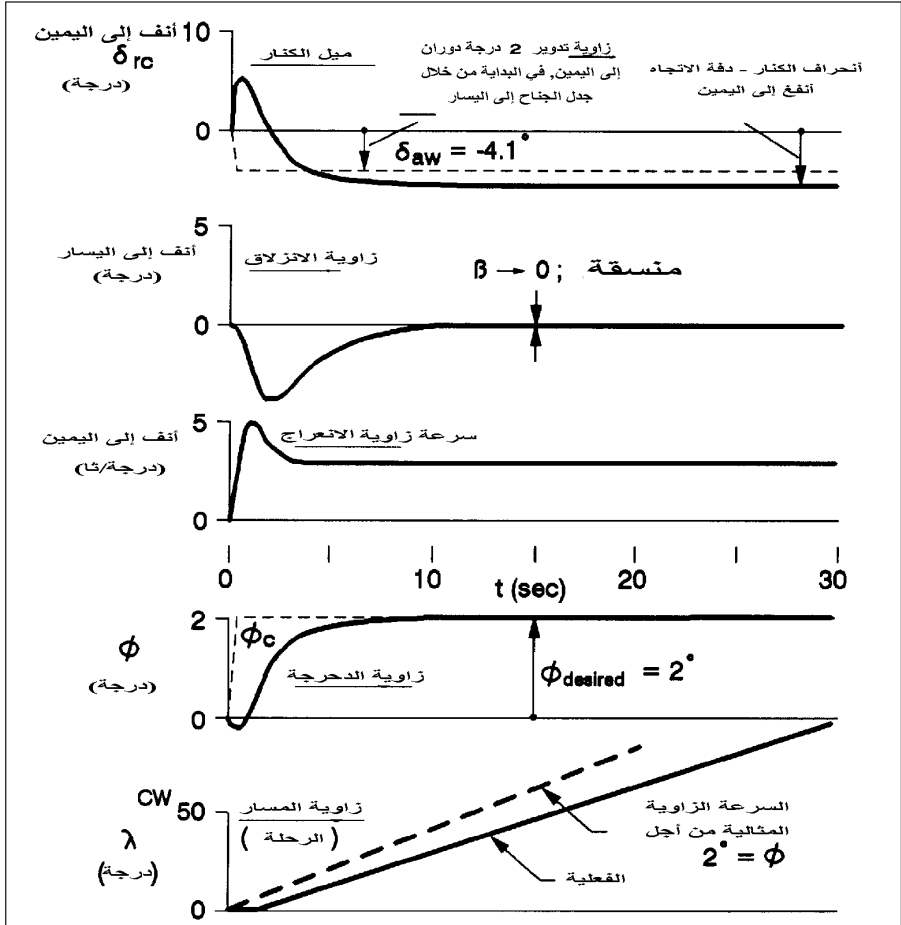 أنف إلى اليمين
δrc
(درجة)
10
0
ميل الكنار
زاوية تدوير 2 درجة دوران
إلى اليمين, في البداية من خلال
جدل الجناح إلى اليسار
أنحراف الكنار - دفة الاتجاه
أنفغ إلى اليمين
δaw = -4.1°
أنف إلى اليسار
(درجة)
5
0
زاوية الانزلاق
β → 0 ; منسقة
أنف إلى اليمين
(درجة/ثا)
5
0
سرعة زاوية الانعراج
0 10 20 30
t (sec)
ϕ
(درجة)
2
0
ϕc
زاوية الدحرجة
ϕdesired = 2°
CW
λ
(درجة)
50
0
زاوية المسار
( الرحلة )
السرعة الزاوية
المثالية من أجل
2° = ϕ
الفعلية